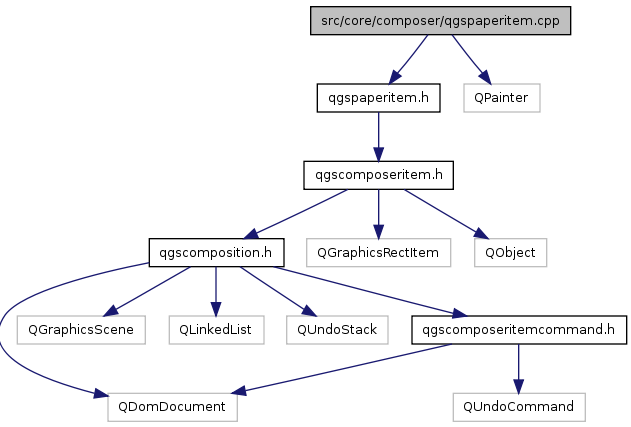 src/core/composer/qgspaperitem.cpp
qgspaperitem.h
QPainter
qgscomposeritem.h
qgscomposition.h
QGraphicsRectItem
QObject
QGraphicsScene
QLinkedList
QUndoStack
qgscomposeritemcommand.h
QDomDocument
QUndoCommand